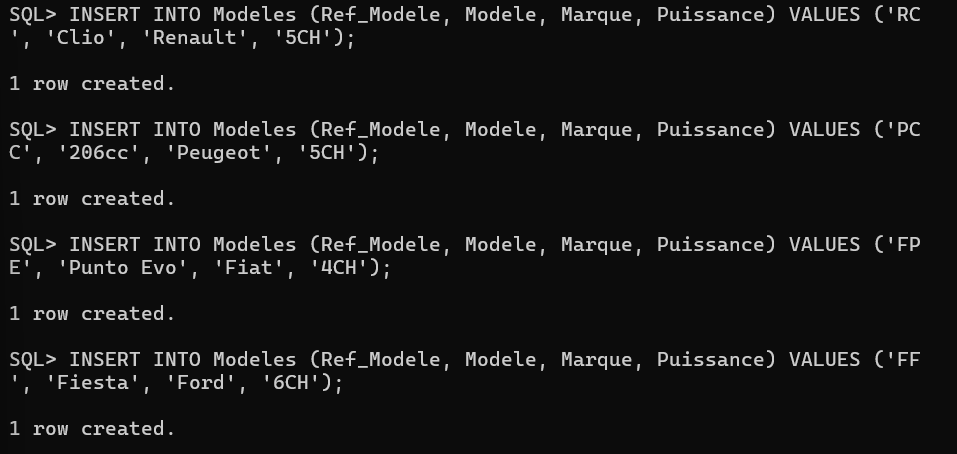 SQL> INSERT INTO Modeles (Ref_Modele, Modele, Marque, Puissance) VALUES ('RC
', 'Clio', 'Renault', '5CH');
1 row created.
SQL> INSERT INTO Modeles (Ref_Modele, Modele, Marque, Puissance) VALUES ('PC
C', '206cc', 'Peugeot', '5CH');
1 row created.
SQL> INSERT INTO Modeles (Ref_Modele, Modele, Marque, Puissance) VALUES ('FP
E', 'Punto Evo', 'Fiat', '4CH');
1 row created.
SQL> INSERT INTO Modeles (Ref_Modele, Modele, Marque, Puissance) VALUES ('FF
', 'Fiesta', 'Ford', '6CH');
1 row created.